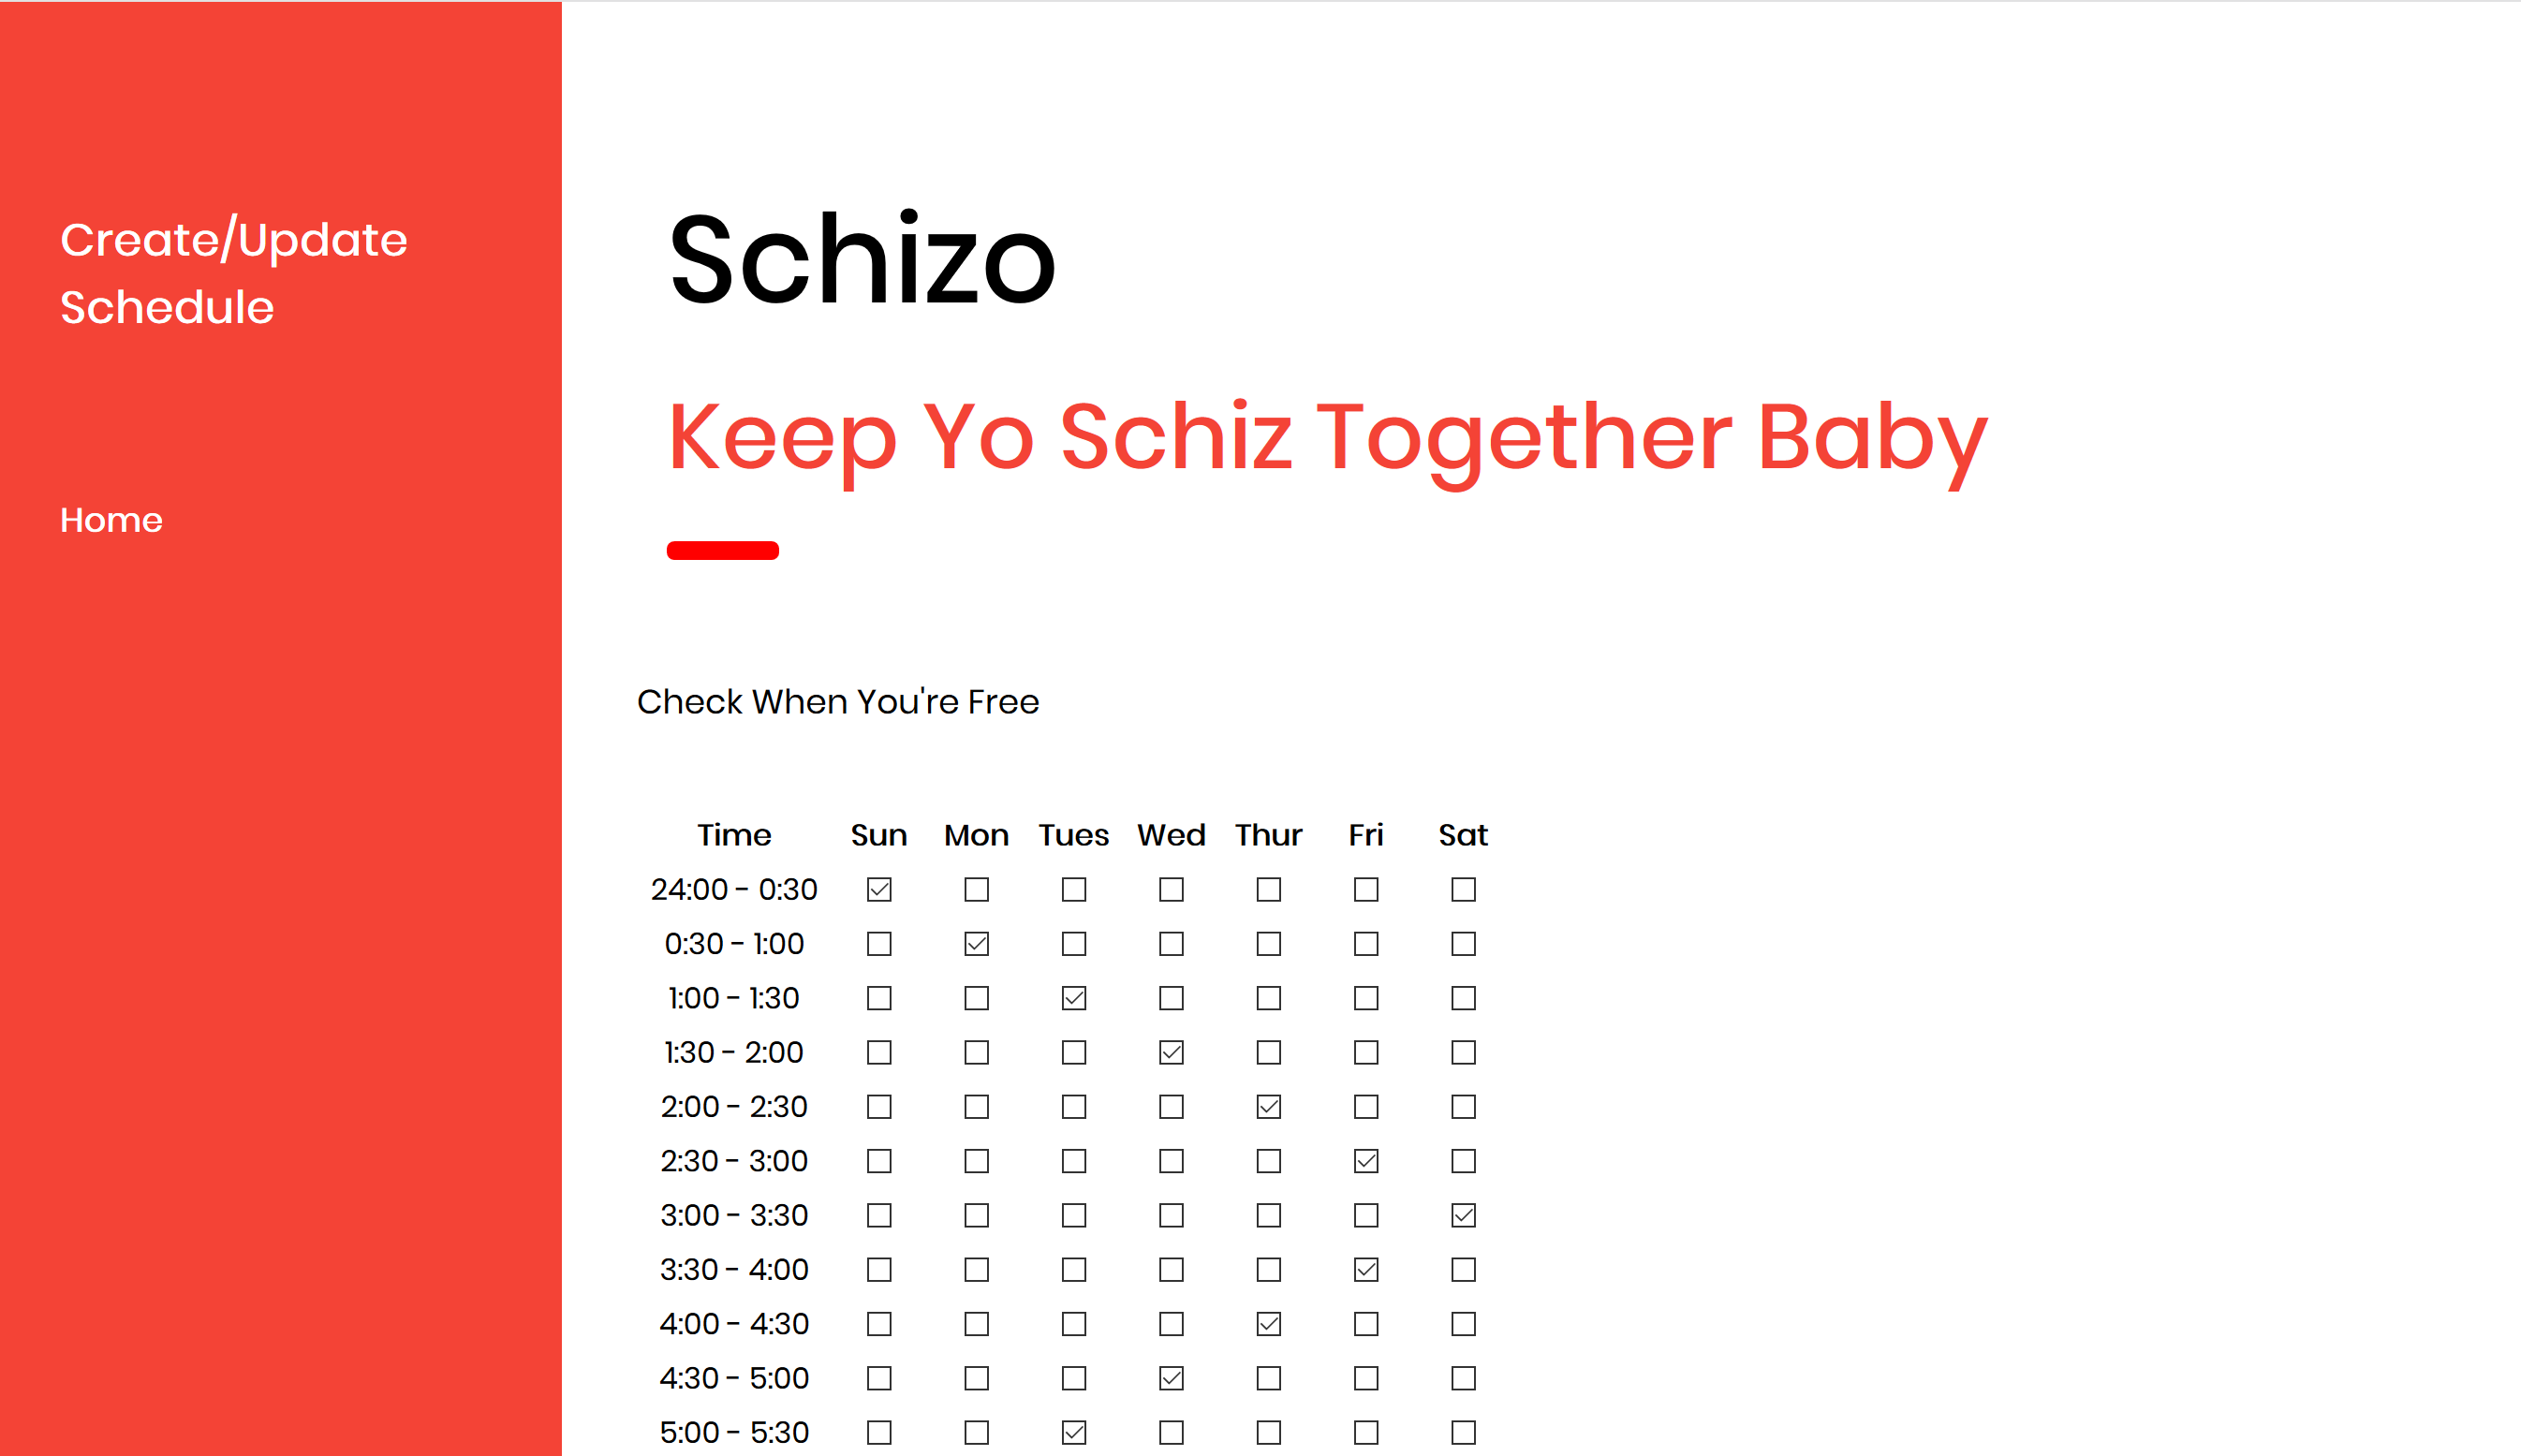 Create/Update
Schedule
Home
Schizo
Keep Yo Schiz Together Baby
Check When You're Free
Time Sun Mon Tues Wed Thur Fri Sat
24:00 - 0:30
0:30 - 1:00
1:00 - 1:30
1:30 - 2:00
2:00 - 2:30
2:30 - 3:00
3:00 - 3:30
3:30 - 4:00
4:00 - 4:30
4:30 - 5:00
5:00 - 5:30